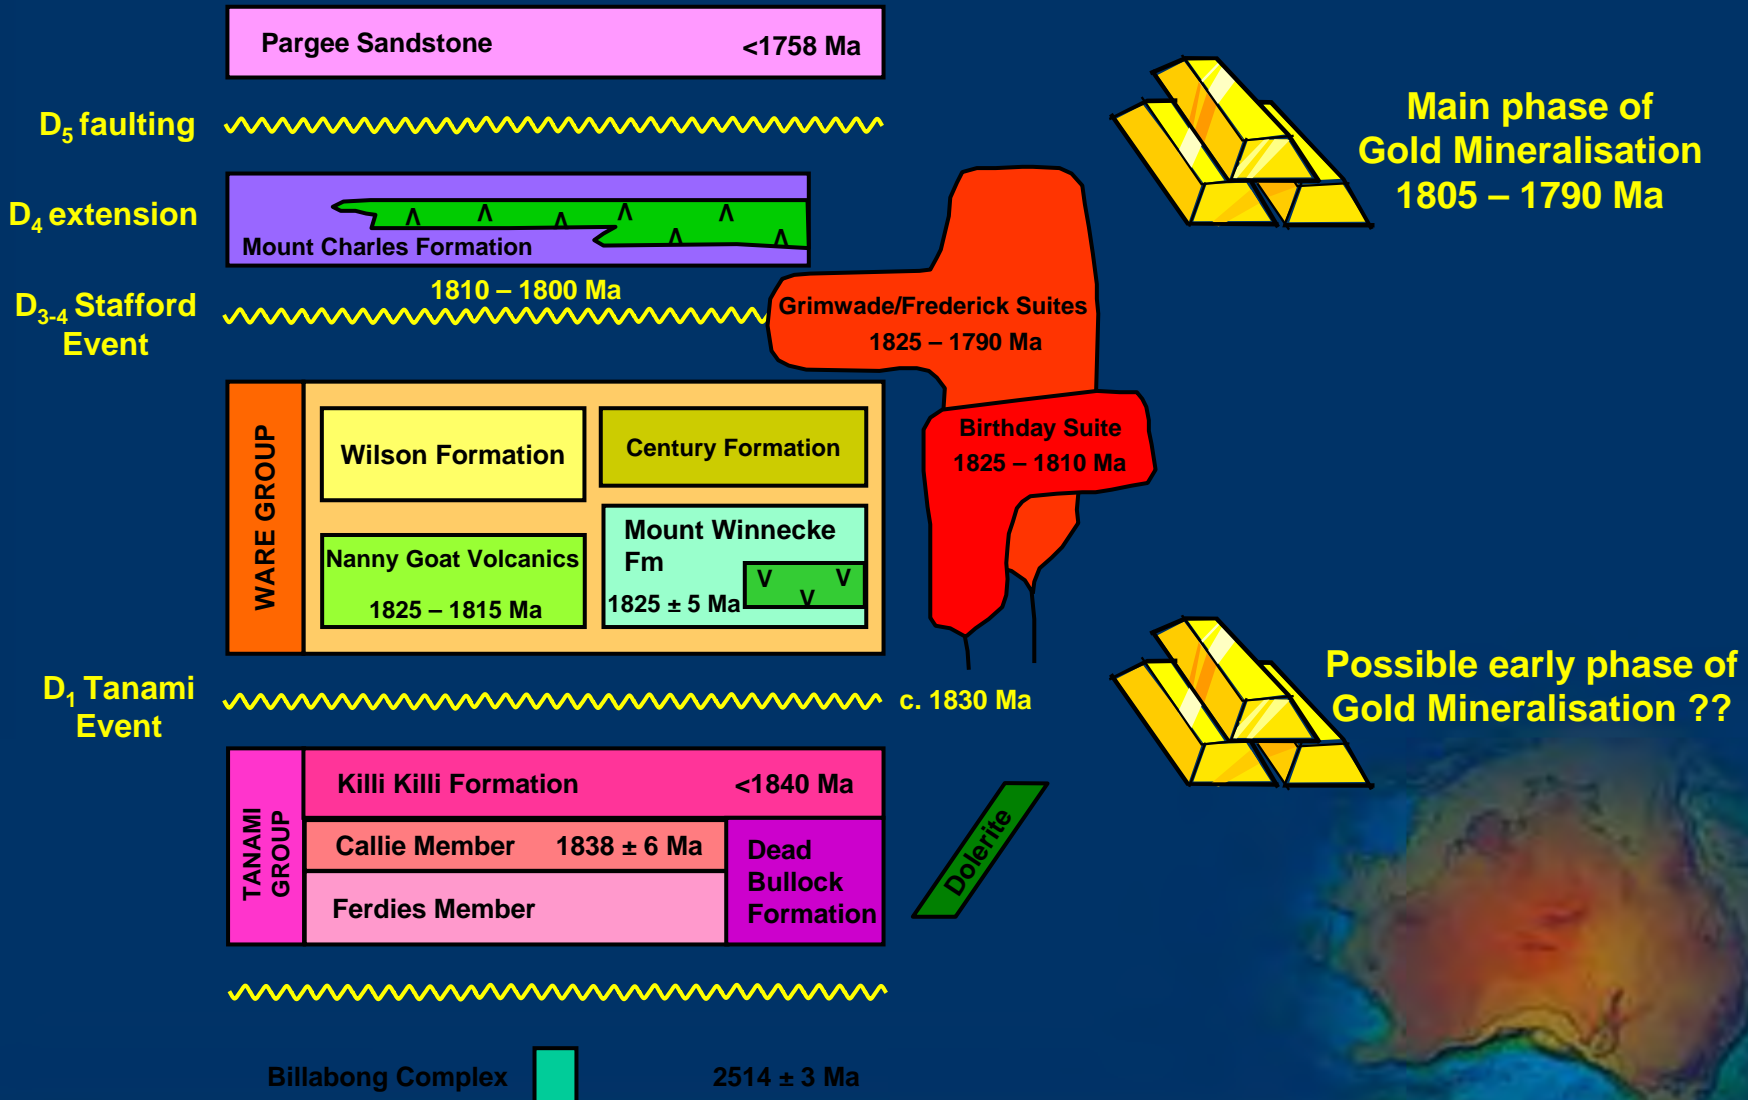 Pargee Sandstone <1758 Ma
D5 faulting
Main phase of
Gold Mineralisation
1805 – 1790 Ma
D4 extension
Λ Λ Λ Λ Λ Λ Λ
Mount Charles Formation
1810 – 1800 Ma
D3-4 Stafford
Event
Grimwade/Frederick Suites
1825 – 1790 Ma
WARE GROUP
Wilson Formation
Century Formation
Birthday Suite
1825 – 1810 Ma
Nanny Goat Volcanics
1825 – 1815 Ma
Mount Winnecke
Fm
1825 ± 5 Ma
V V V
D1 Tanami
Event
c. 1830 Ma
Possible early phase of
Gold Mineralisation ??
TANAMI
GROUP
Killi Killi Formation <1840 Ma
Callie Member 1838 ± 6 Ma
Ferdies Member
Dead
Bullock
Formation
Dolerite
Billabong Complex 2514 ± 3 Ma